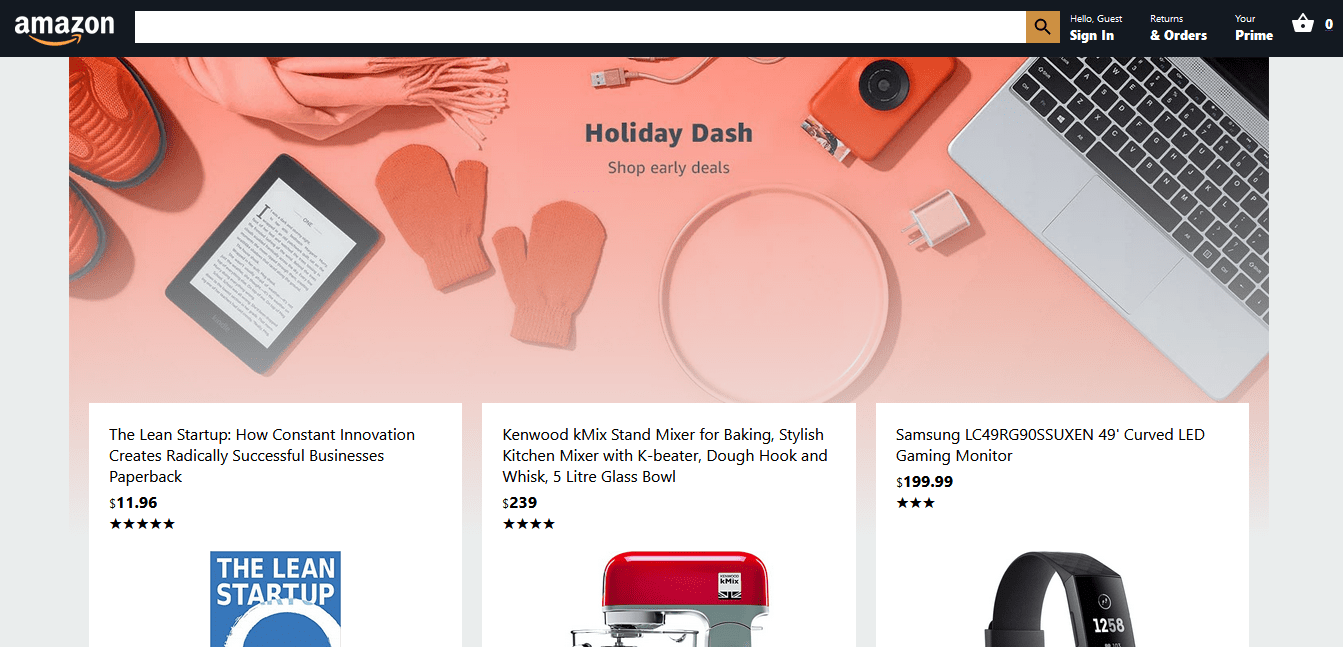 amazon
Hello, Guest
Sign In
Returns
& Orders
Your
Prime
0
Holiday Dash
Shop early deals
ONE
kindle
The Lean Startup: How Constant Innovation
Creates Radically Successful Businesses
Paperback
$11.96
★★★★★
Kenwood kMix Stand Mixer for Baking, Stylish
Kitchen Mixer with K-beater, Dough Hook and
Whisk, 5 Litre Glass Bowl
$239
★★★★
Samsung LC49RG90SSUXEN 49' Curved LED
Gaming Monitor
$199.99
★★★
THE LEAN
STARTUP
KENWOOD
kMix
1258